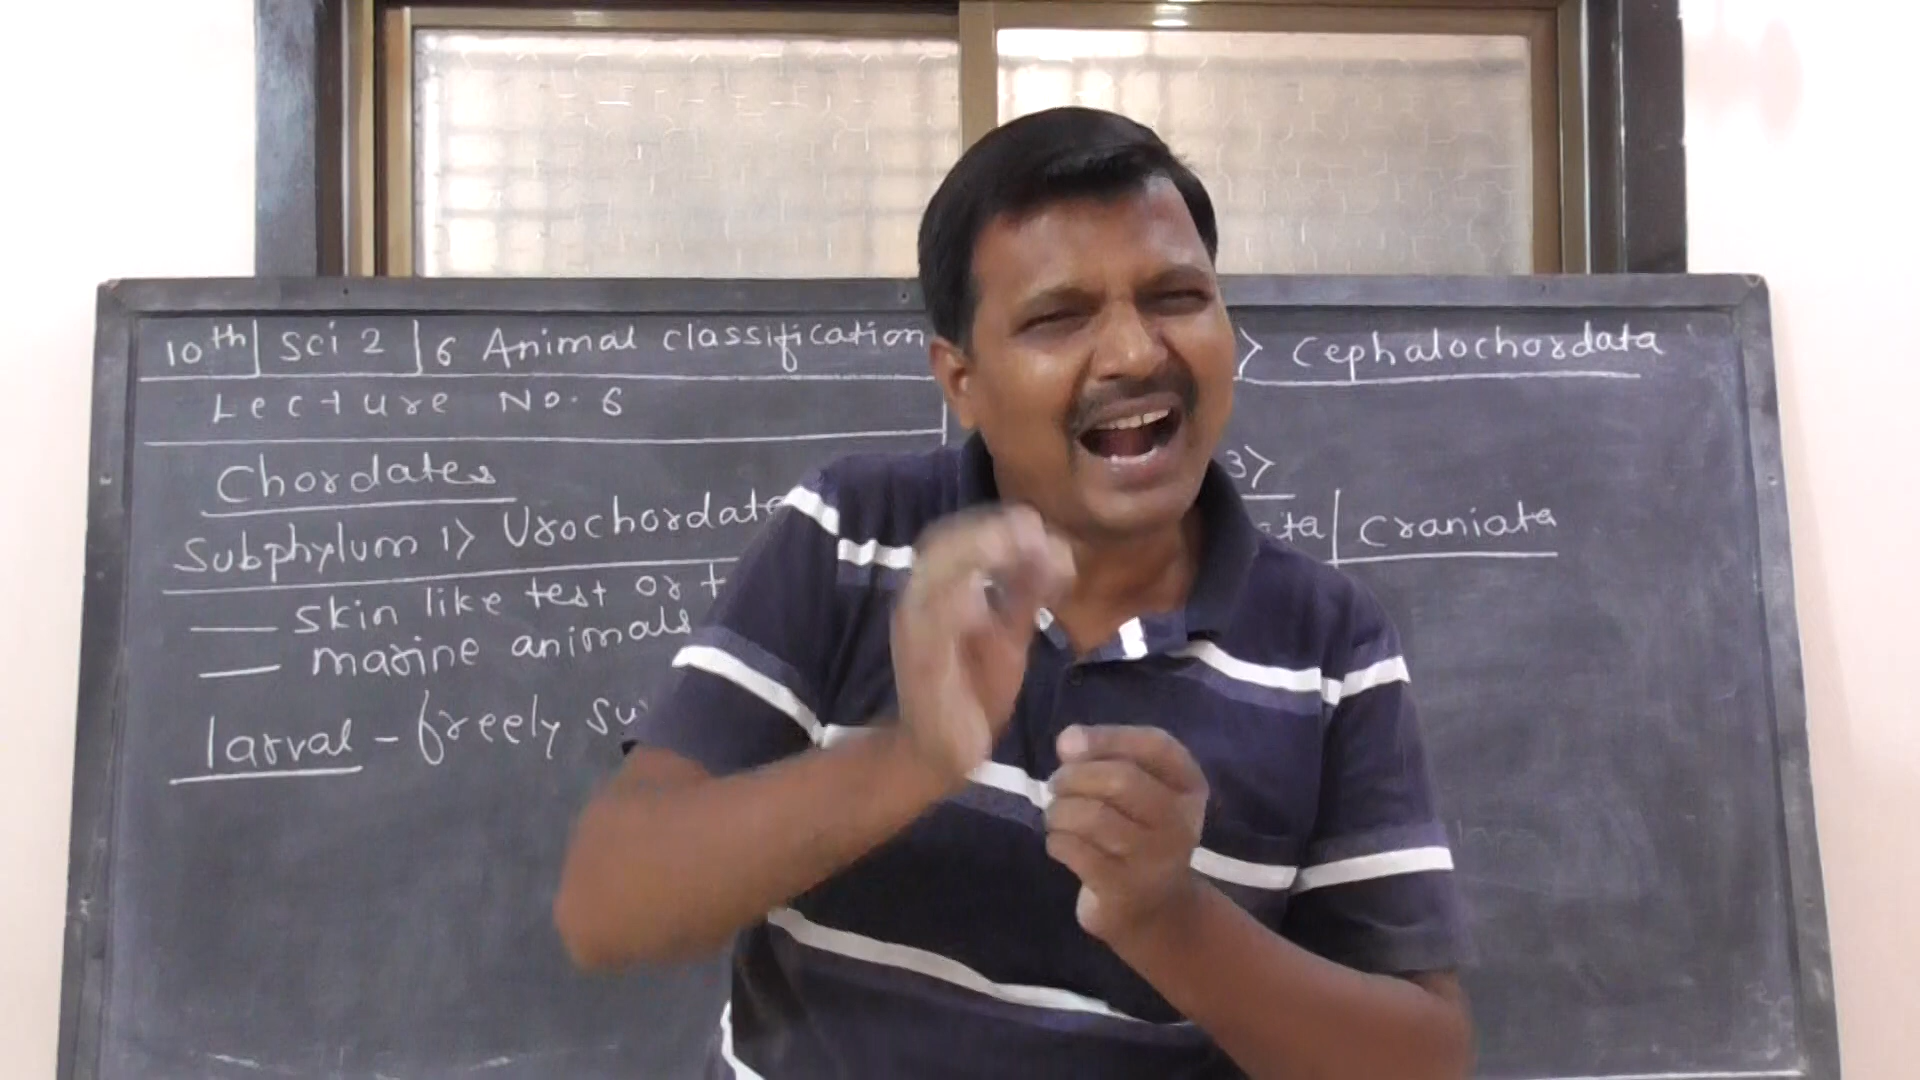 10th | Sci 2 | 6 Animal classification
Lecture No. 6
Chordates
Subphylum 1> Urochordata
— skin like test or
— marine animals
larval - freely
> Cephalochordata
3>
| Craniata